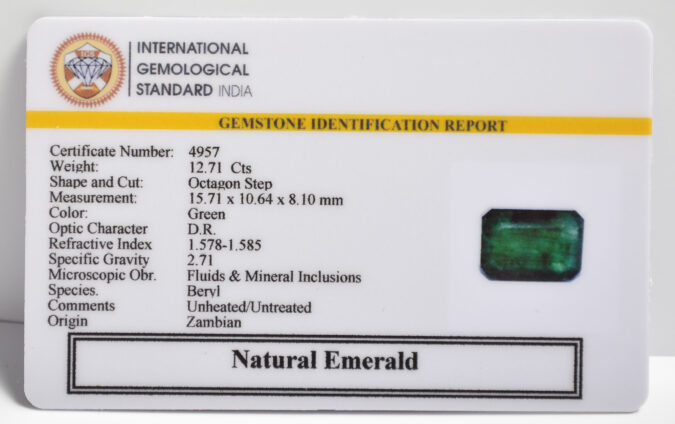 INTERNATIONAL
GEMOLOGICAL
STANDARD INDIA
GEMSTONE IDENTIFICATION REPORT
Certificate Number: 4957
Weight: 12.71 Cts
Shape and Cut: Octagon Step
Measurement: 15.71 x 10.64 x 8.10 mm
Color: Green
Optic Character D.R.
Refractive Index 1.578-1.585
Specific Gravity 2.71
Microscopic Obr. Fluids & Mineral Inclusions
Species. Beryl
Comments Unheated/Untreated
Origin Zambian
Natural Emerald